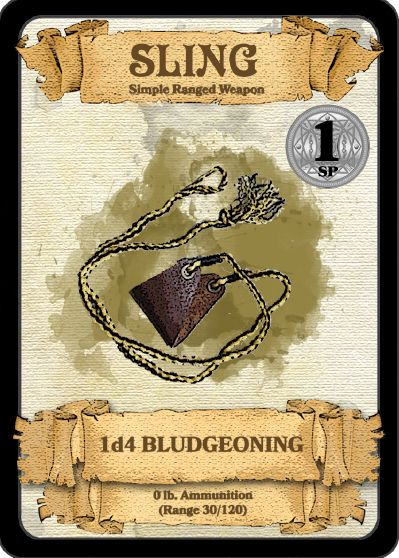 SLING
Simple Ranged Weapon
1
SP
1d4 BLUDGEONING
0 lb. Ammunition
(Range 30/120)